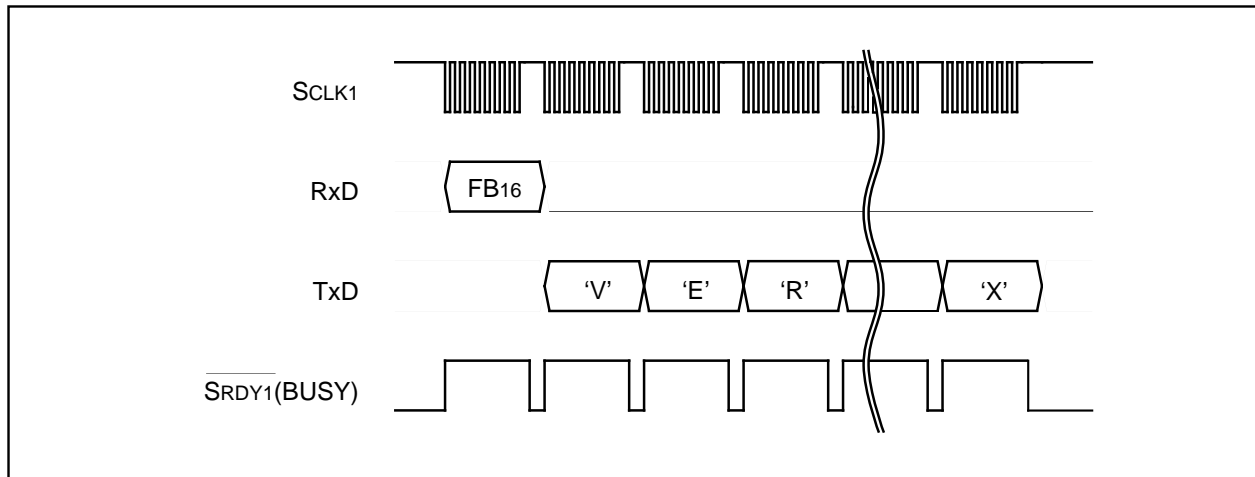 SCLK1
RxD
FB16
TxD
‘V’ ‘E’ ‘R’ ‘X’
SRDY1(BUSY)